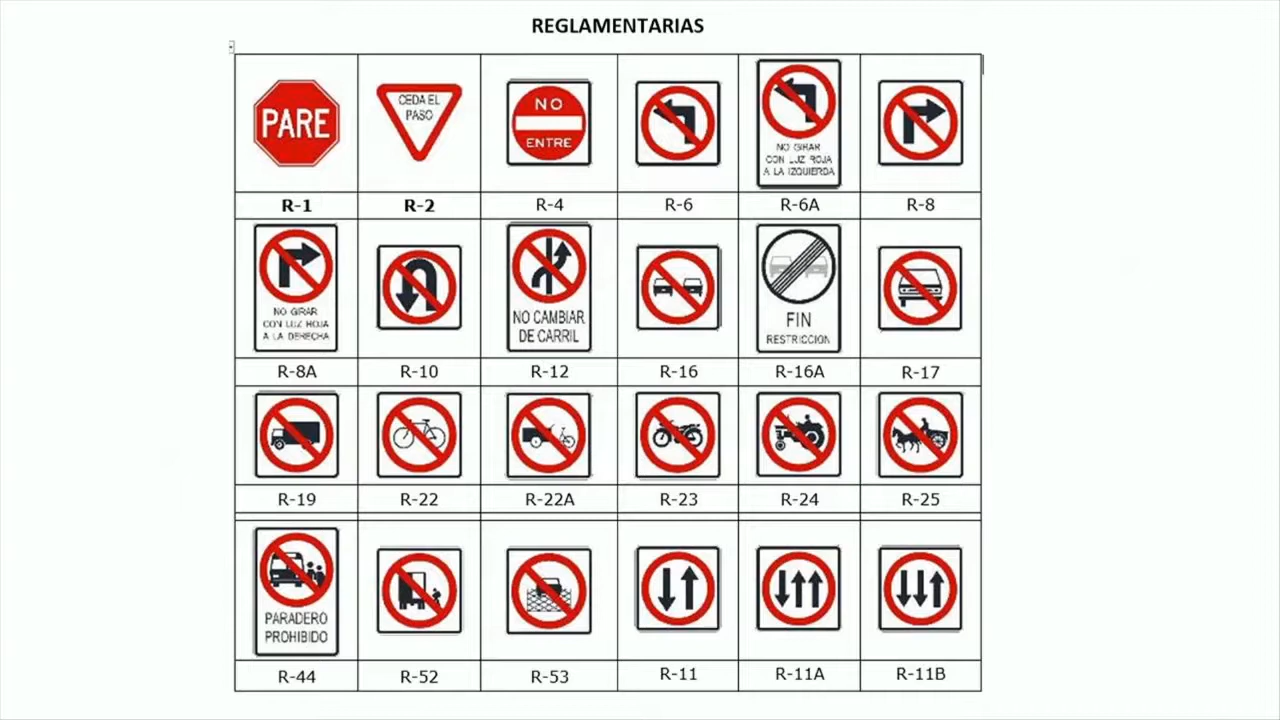 REGLAMENTARIAS
PARE
CEDA EL
PASO
NO
ENTRE
NO GIRAR
CON LUZ ROJA
A LA IZQUIERDA
R-1
R-2
R-4
R-6
R-6A
R-8
NO GIRAR
CON LUZ ROJA
A LA DERECHA
NO CAMBIAR
DE CARRIL
FIN
RESTRICCION
R-8A
R-10
R-12
R-16
R-16A
R-17
R-19
R-22
R-22A
R-23
R-24
R-25
PARADERO
PROHIBIDO
R-44
R-52
R-53
R-11
R-11A
R-11B